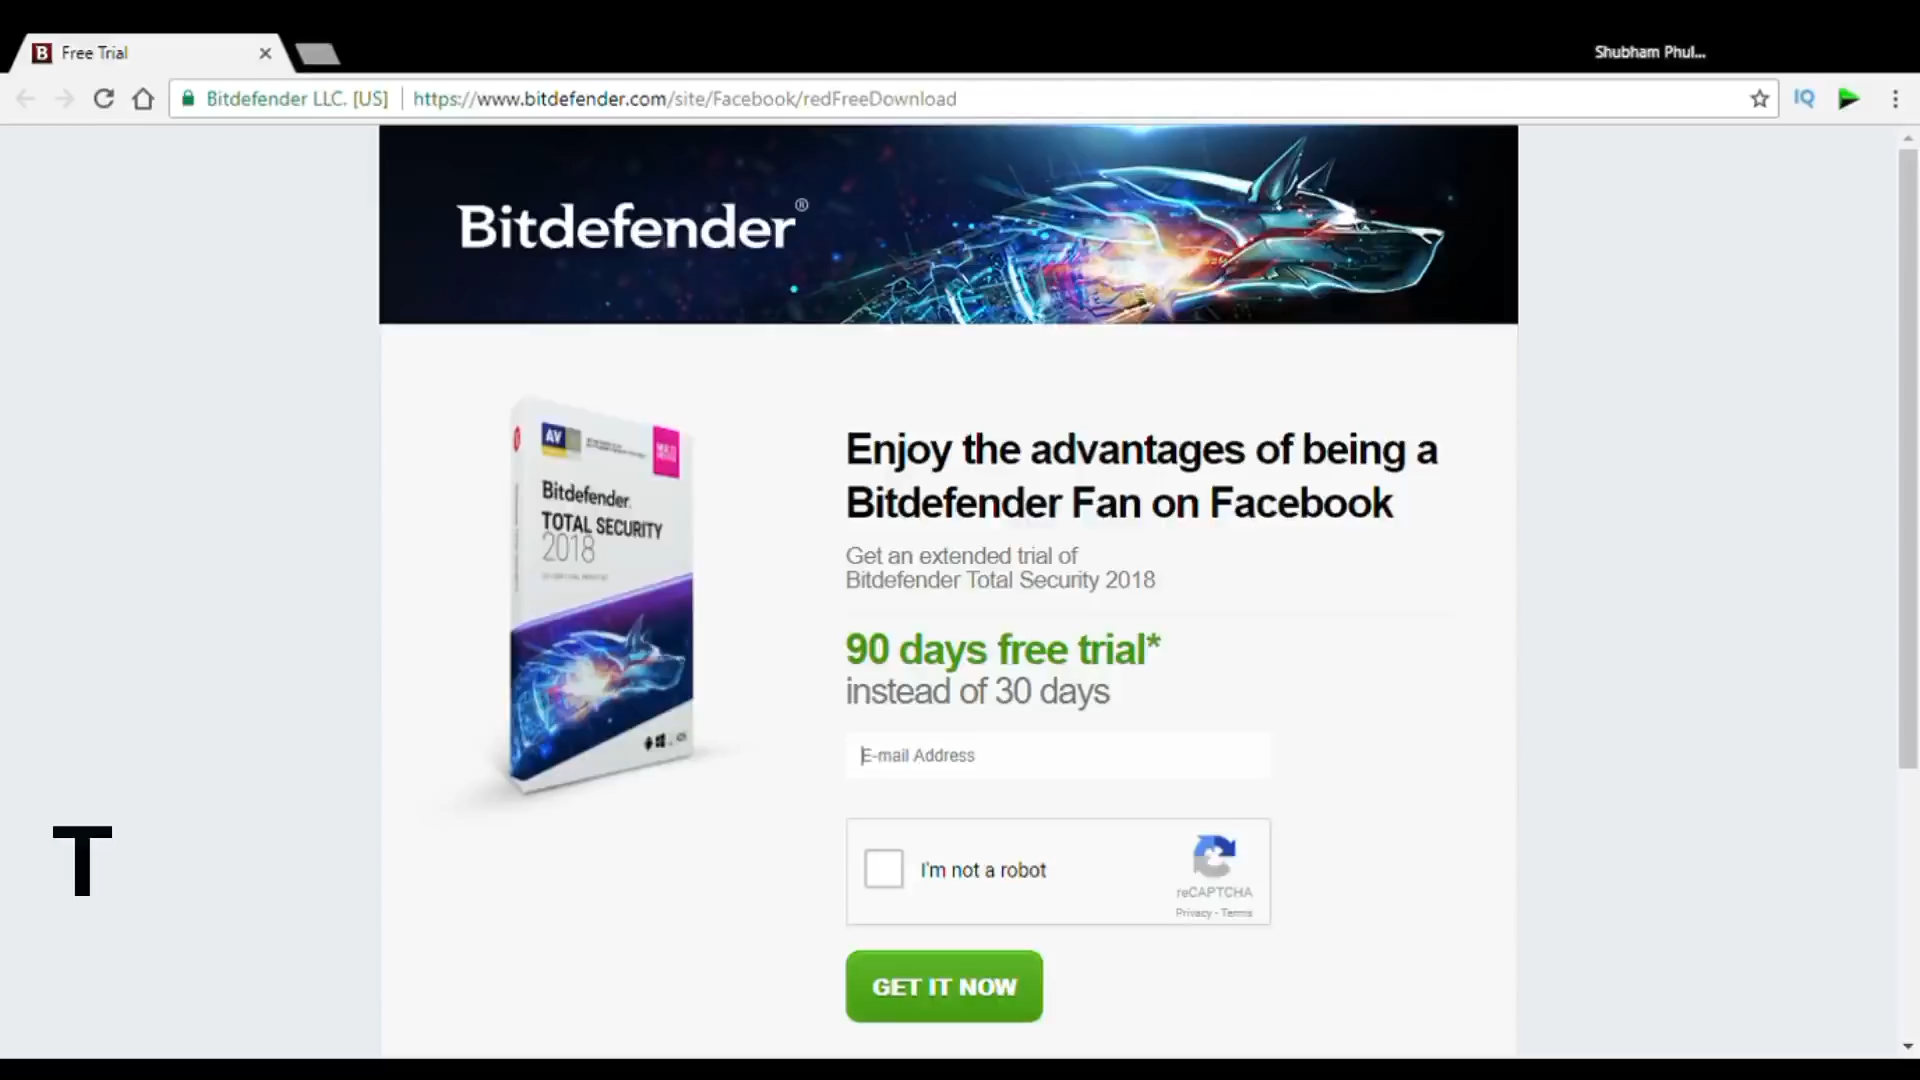 Free Trial
Shubham Phul...
Bitdefender LLC. [US]
https://www.bitdefender.com/site/Facebook/redFreeDownload
IQ
Bitdefender®
AV
Bitdefender
TOTAL SECURITY
2018
Enjoy the advantages of being a
Bitdefender Fan on Facebook
Get an extended trial of
Bitdefender Total Security 2018
90 days free trial*
instead of 30 days
E-mail Address
I'm not a robot
reCAPTCHA
Privacy - Terms
GET IT NOW
T